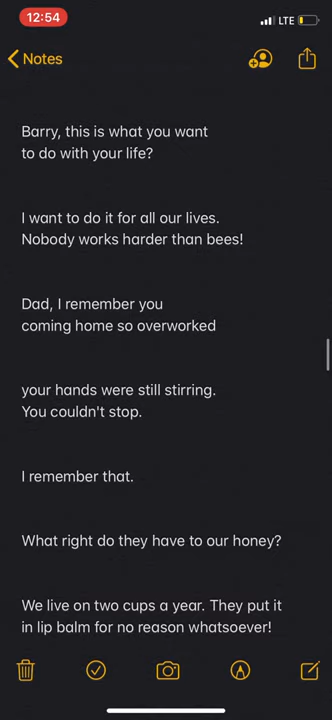 12:54
LTE
Notes
Barry, this is what you want
to do with your life?
I want to do it for all our lives.
Nobody works harder than bees!
Dad, I remember you
coming home so overworked
your hands were still stirring.
You couldn't stop.
I remember that.
What right do they have to our honey?
We live on two cups a year. They put it
in lip balm for no reason whatsoever!